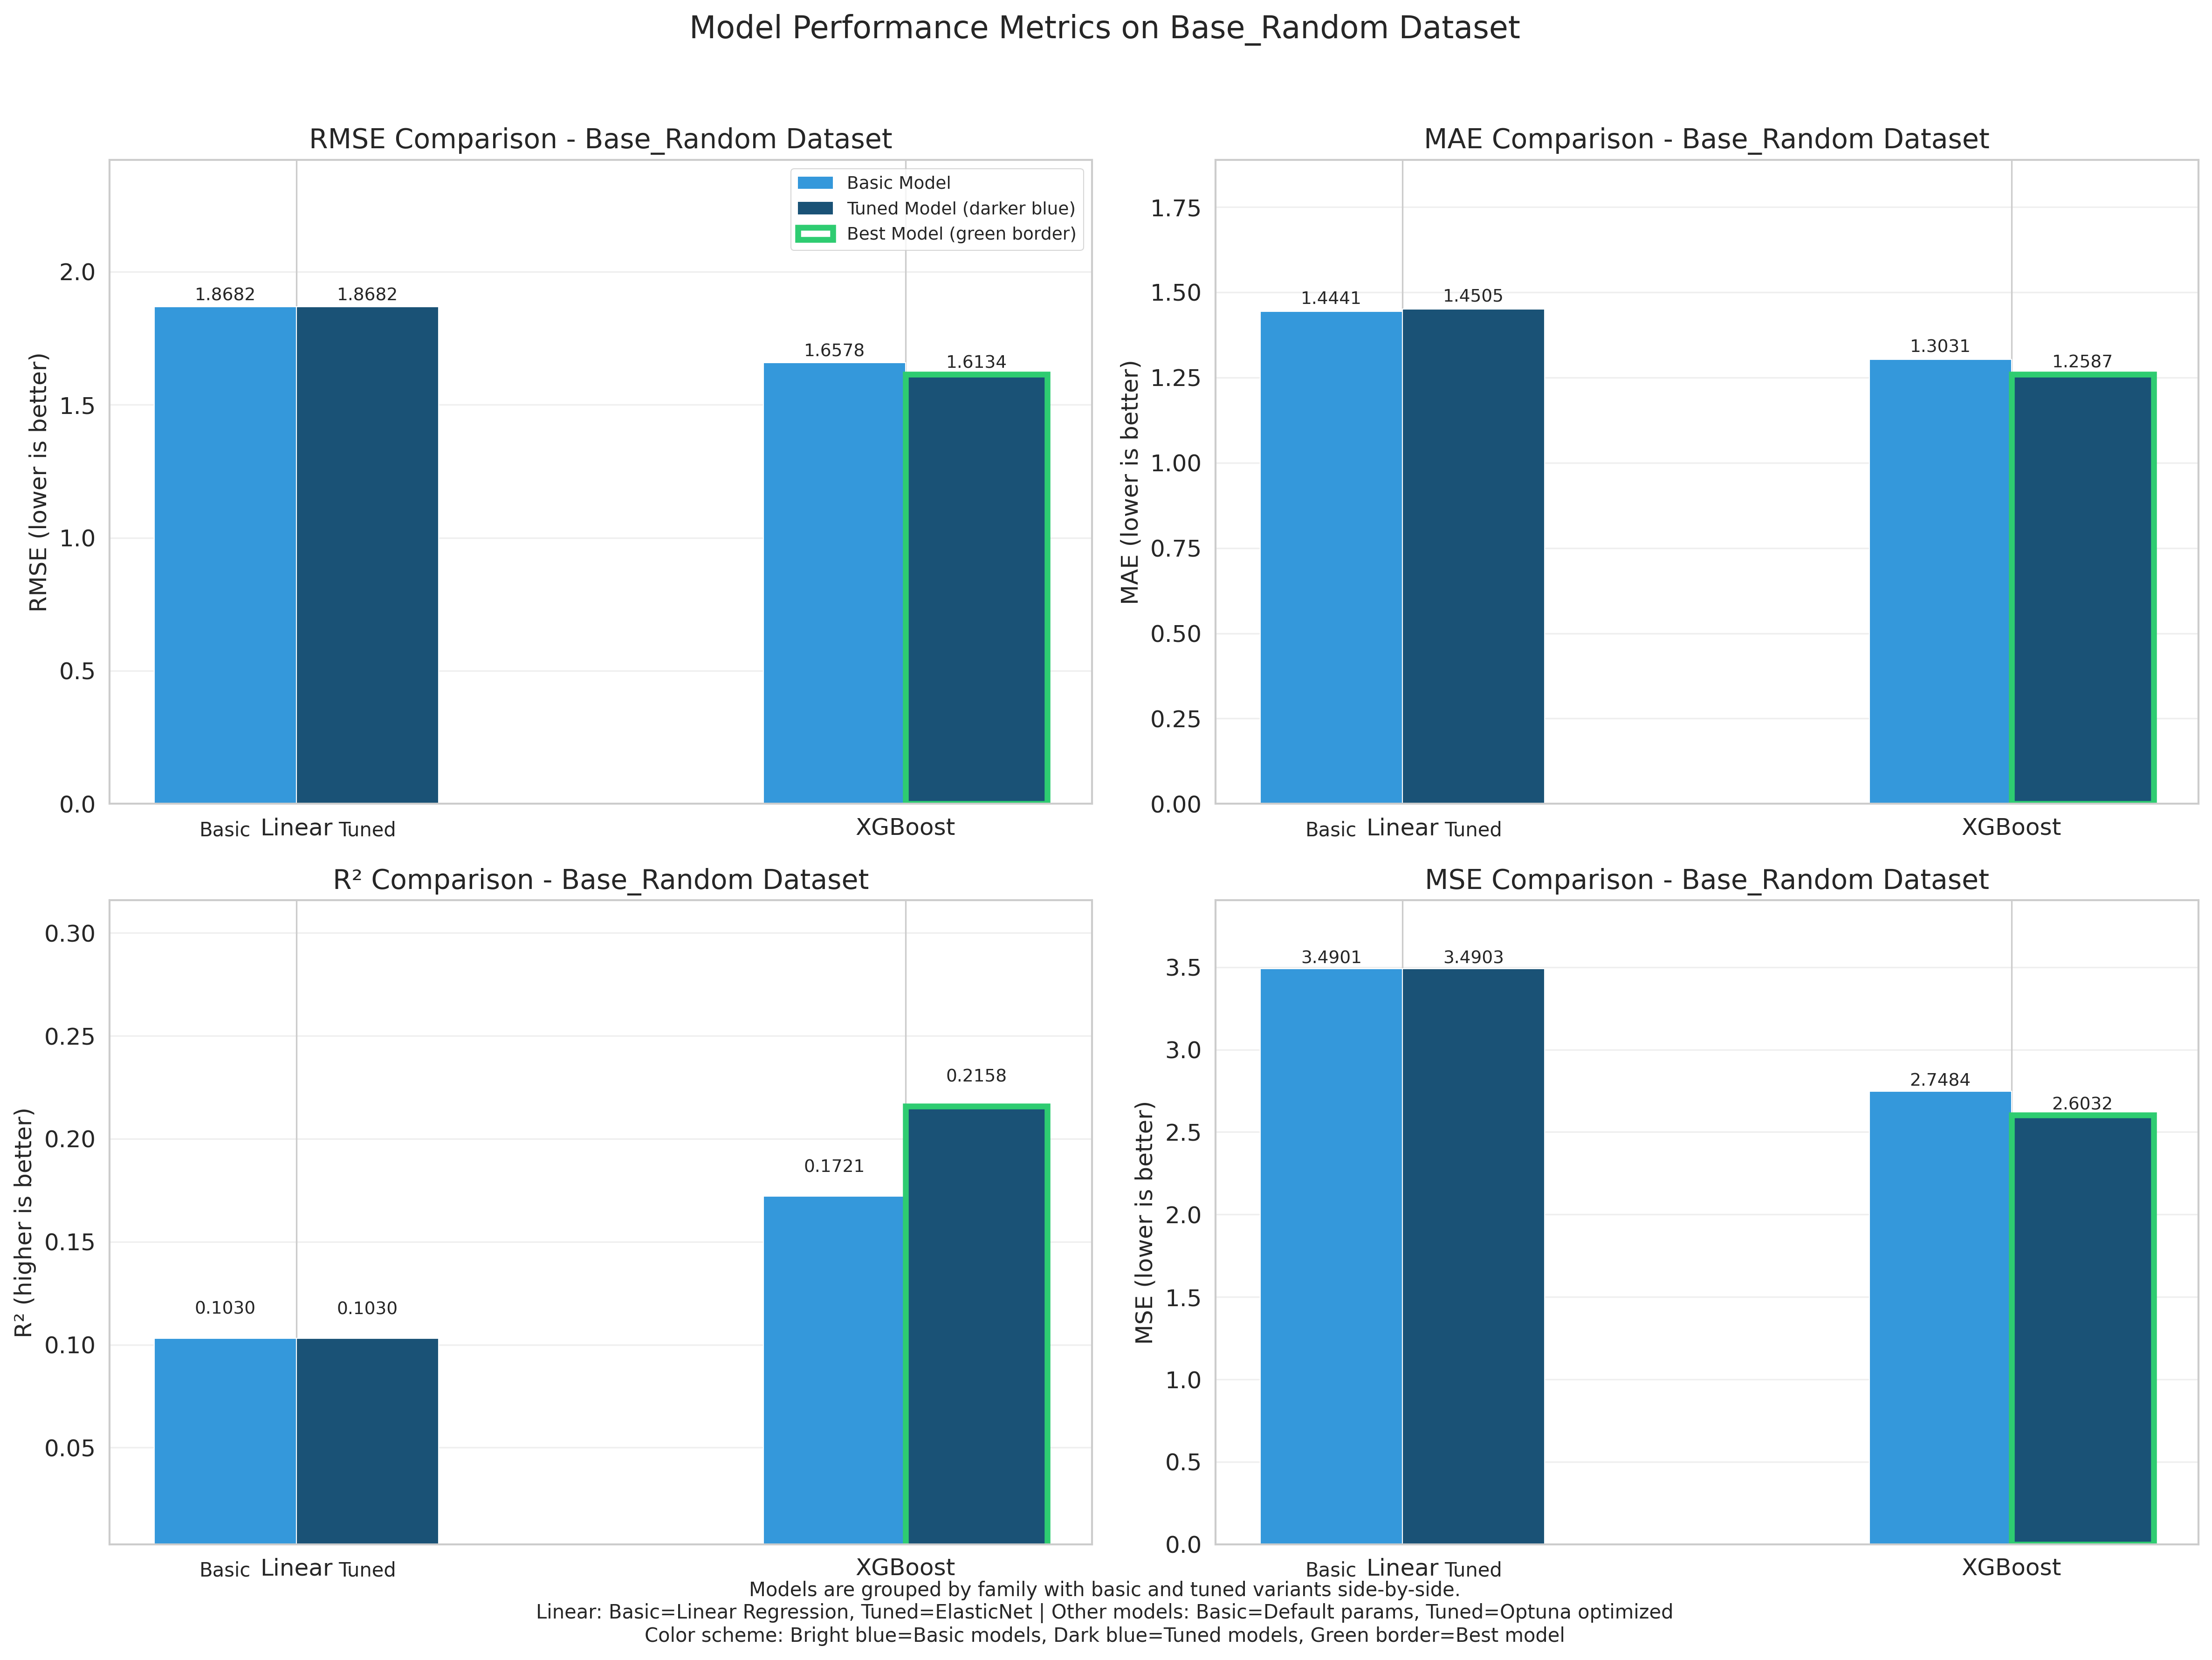 Model Performance Metrics on Base_Random Dataset
RMSE Comparison - Base_Random Dataset
RMSE (lower is better)
2.0
1.5
1.0
0.5
0.0
Basic Model
Tuned Model (darker blue)
Best Model (green border)
1.8682
1.8682
1.6578
1.6134
Basic Linear Tuned
XGBoost
MAE Comparison - Base_Random Dataset
MAE (lower is better)
1.75
1.50
1.25
1.00
0.75
0.50
0.25
0.00
1.4441
1.4505
1.3031
1.2587
Basic Linear Tuned
XGBoost
R² Comparison - Base_Random Dataset
R² (higher is better)
0.30
0.25
0.20
0.15
0.10
0.05
0.1030
0.1030
0.1721
0.2158
Basic Linear Tuned
XGBoost
MSE Comparison - Base_Random Dataset
MSE (lower is better)
3.5
3.0
2.5
2.0
1.5
1.0
0.5
0.0
3.4901
3.4903
2.7484
2.6032
Basic Linear Tuned
XGBoost
Models are grouped by family with basic and tuned variants side-by-side.
Linear: Basic=Linear Regression, Tuned=ElasticNet | Other models: Basic=Default params, Tuned=Optuna optimized
Color scheme: Bright blue=Basic models, Dark blue=Tuned models, Green border=Best model